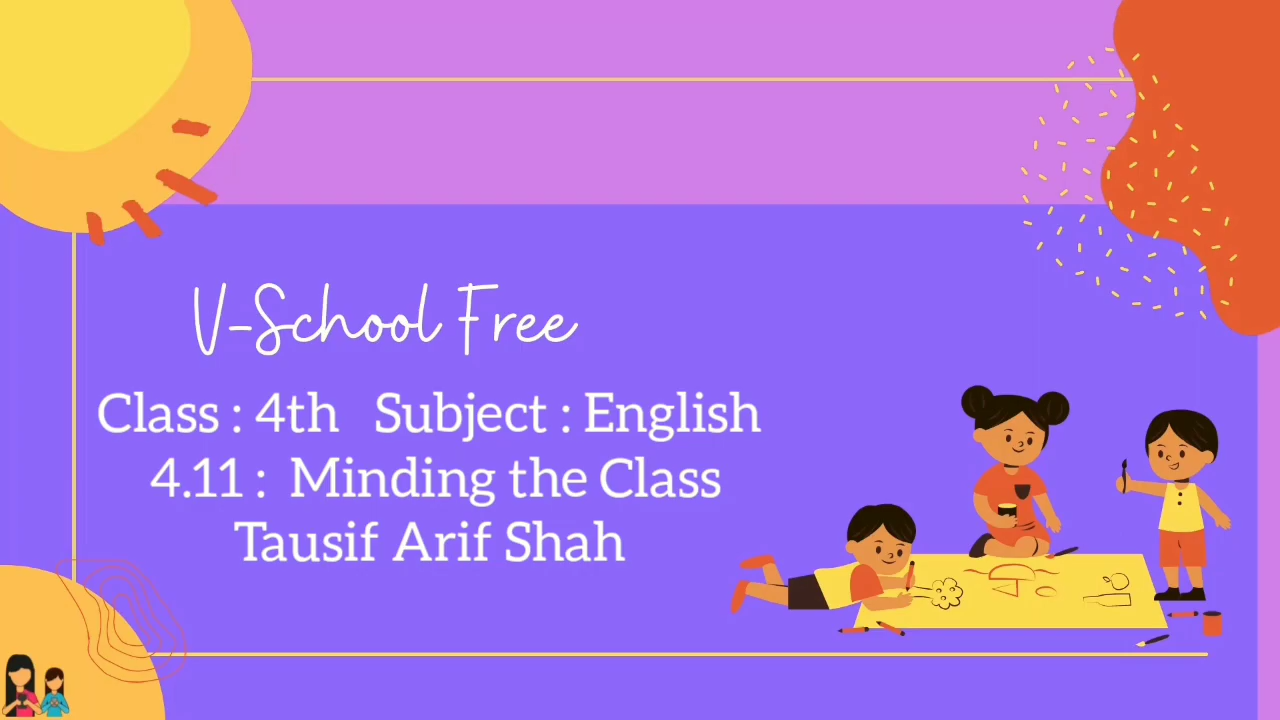 V-School Free
Class : 4th Subject : English
4.11 : Minding the Class
Tausif Arif Shah